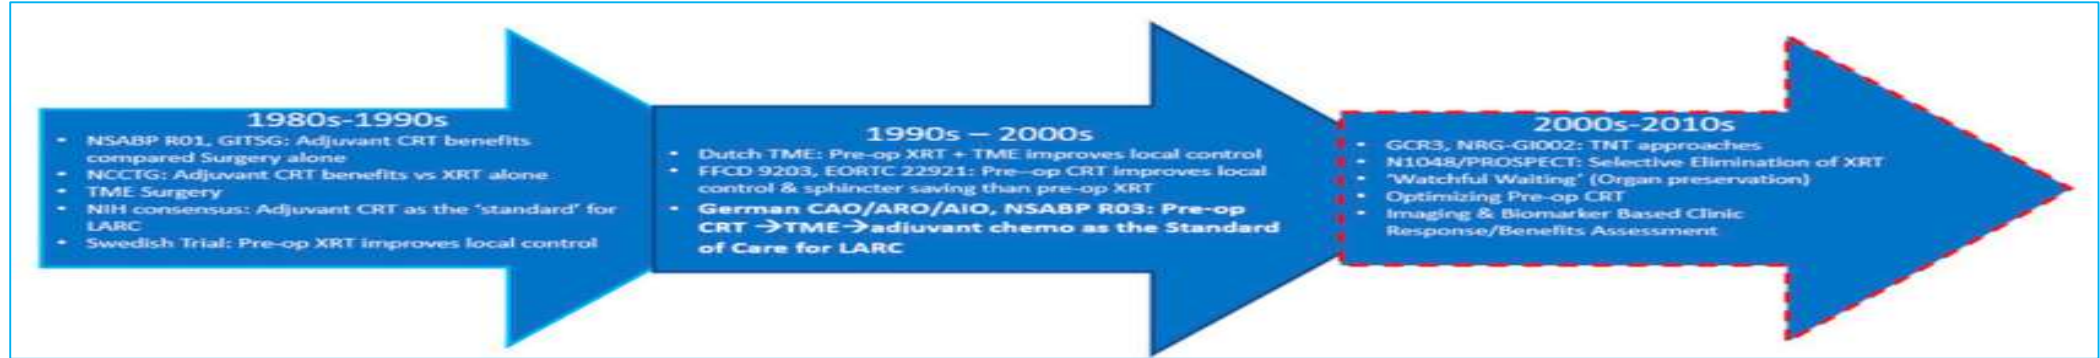 1980s-1990s
• NSABP R01, GITSG: Adjuvant CRT benefits
compared Surgery alone
• NCCTG: Adjuvant CRT benefits vs XRT alone
• TME Surgery
• NIH consensus: Adjuvant CRT as the 'standard' for
LARC
• Swedish Trial: Pre-op XRT improves local control
1990s – 2000s
• Dutch TME: Pre-op XRT + TME improves local control
• FFCD 9203, EORTC 22921: Pre--op CRT improves local
control & sphincter saving than pre-op XRT
• German CAO/ARO/AIO, NSABP R03: Pre-op
CRT →TME→adjuvant chemo as the Standard
of Care for LARC
2000s-2010s
• GCR3, NRG-GI002: TNT approaches
• N1048/PROSPECT: Selective Elimination of XRT
• 'Watchful Waiting' (Organ preservation)
• Optimizing Pre-op CRT
• Imaging & Biomarker Based Clinic
Response/Benefits Assessment